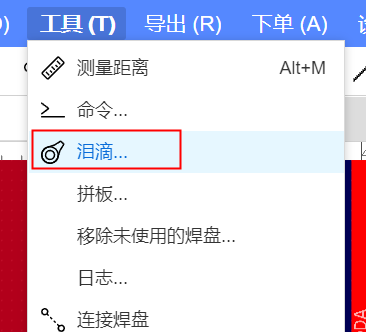 工具 (T) 导出 (R) 下单 (A)
测量距离 Alt+M
命令...
泪滴...
拼板...
移除未使用的焊盘...
日志...
连接焊盘